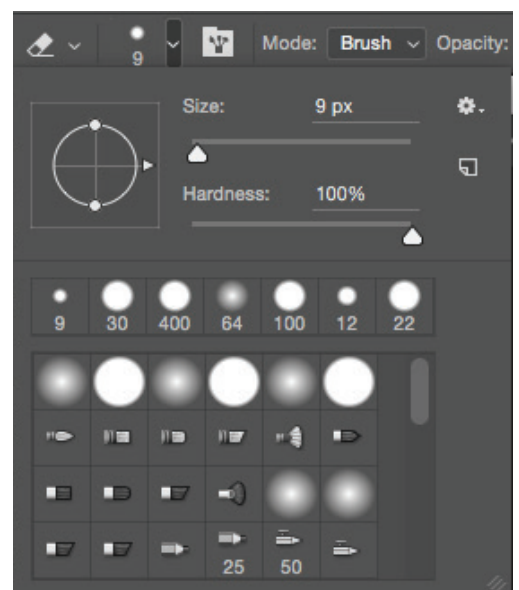 9 Mode: Brush Opacity:
Size: 9 px
Hardness: 100%
9 30 400 64 100 12 22
25 50